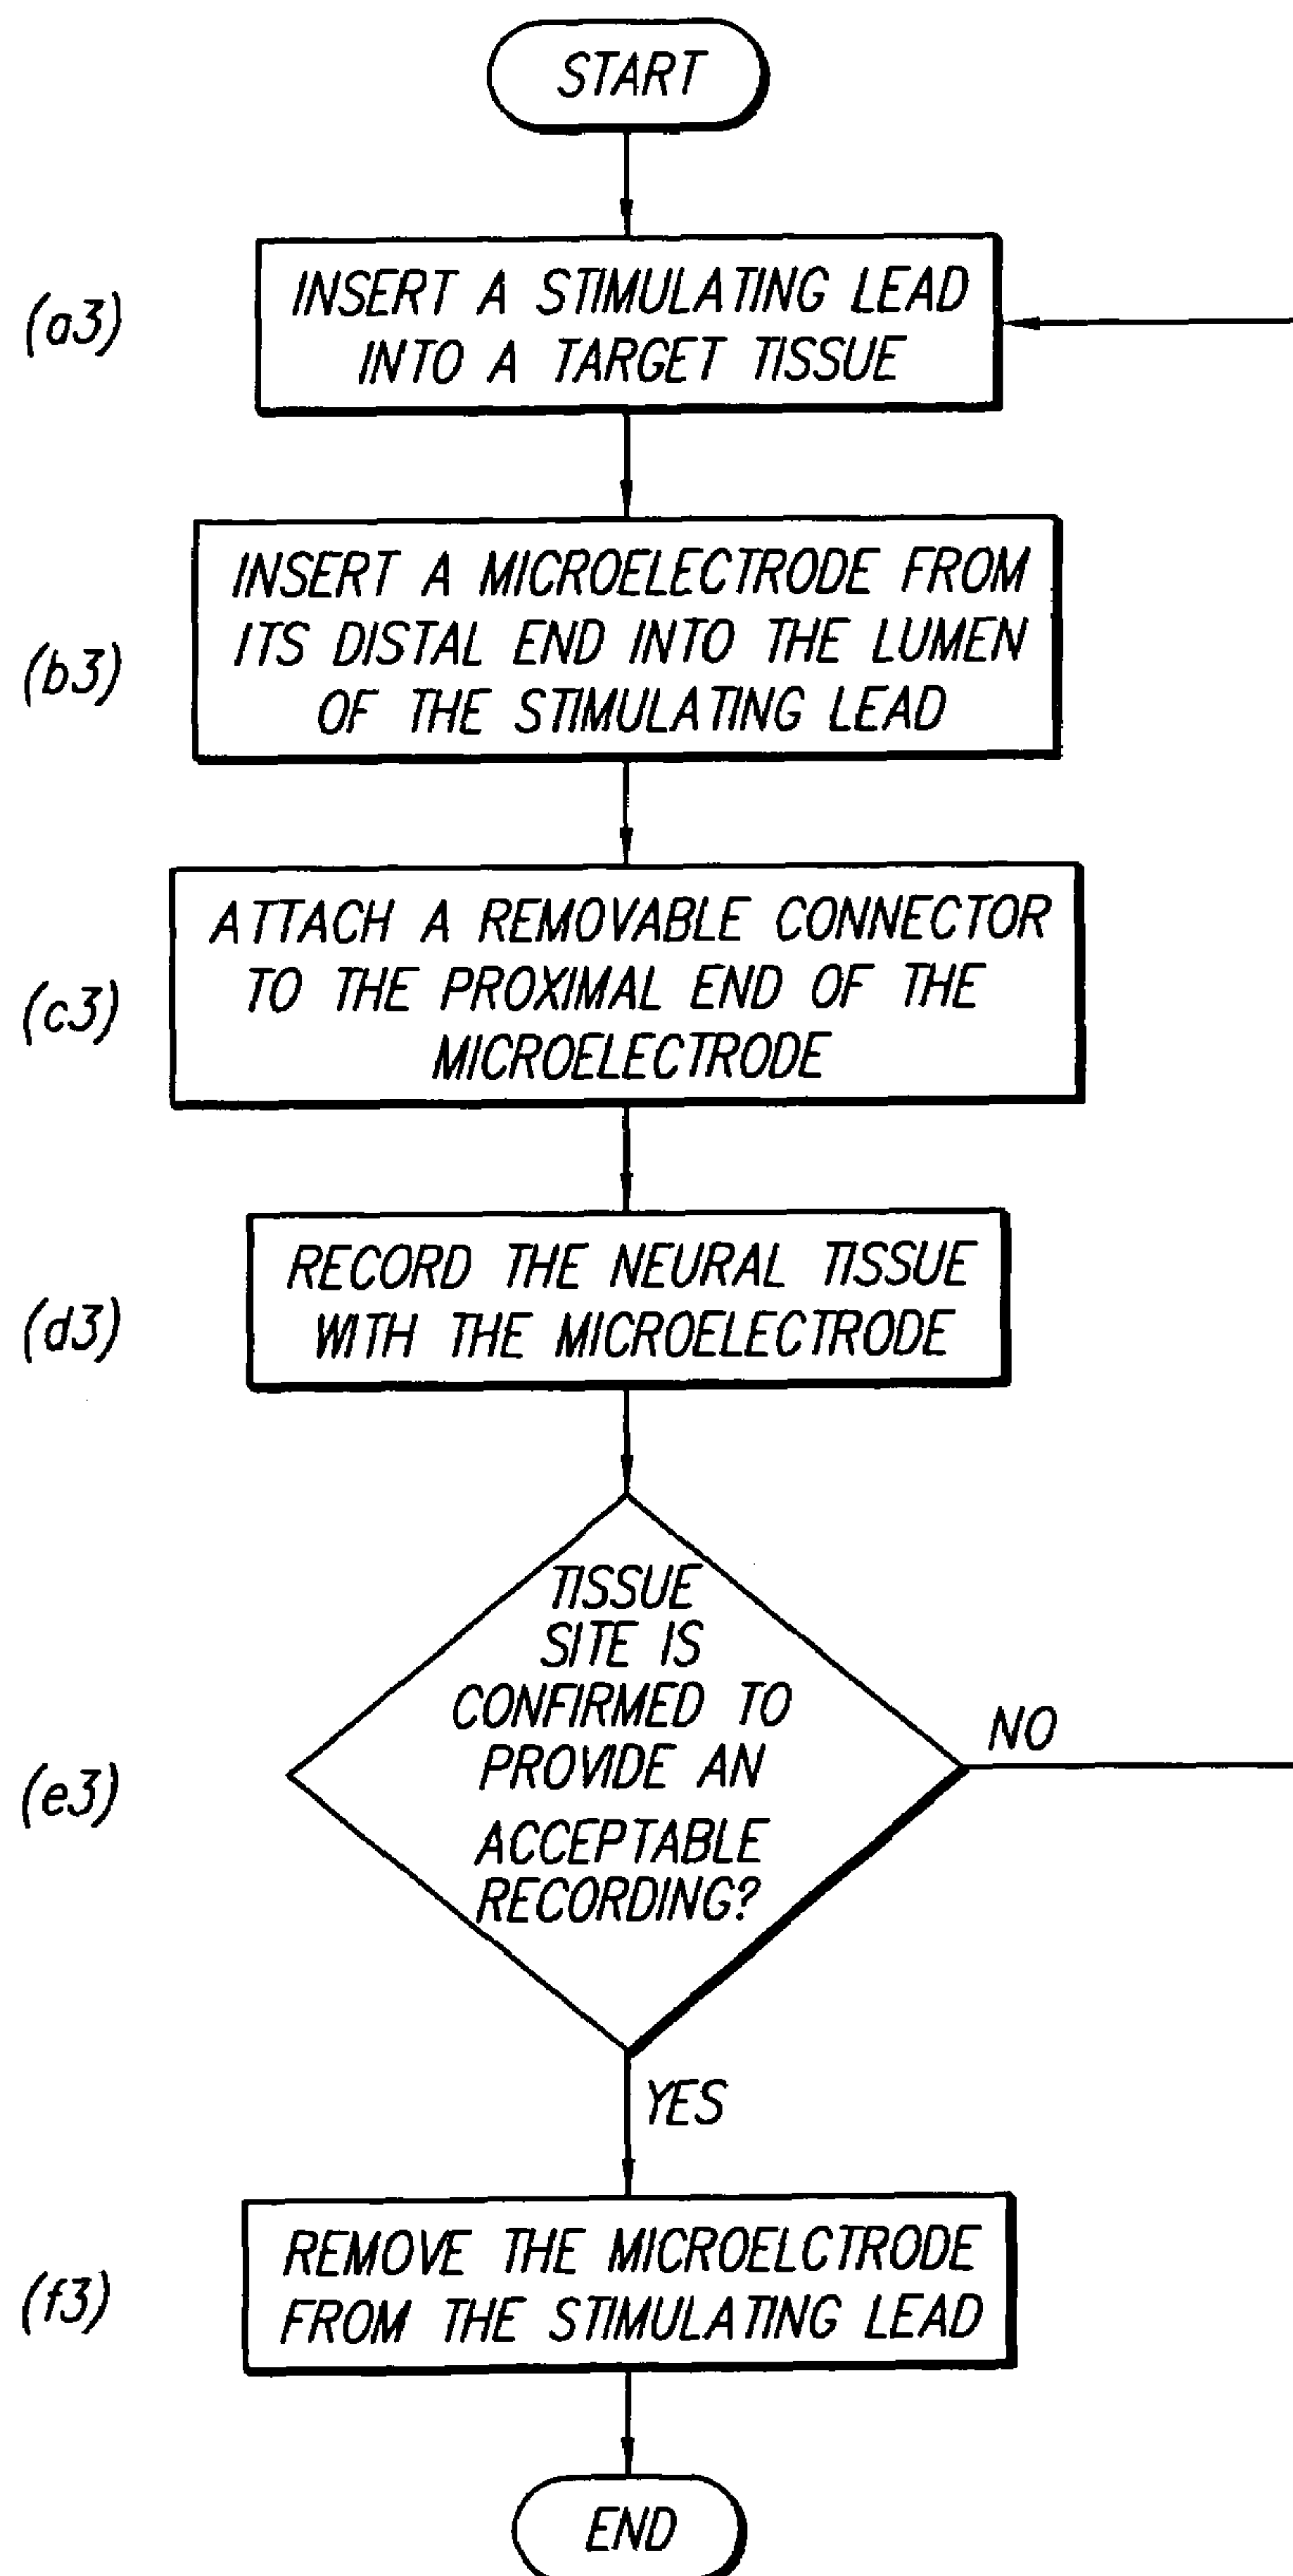 START
(a3)
INSERT A STIMULATING LEAD
INTO A TARGET TISSUE
(b3)
INSERT A MICROELECTRODE FROM
ITS DISTAL END INTO THE LUMEN
OF THE STIMULATING LEAD
(c3)
ATTACH A REMOVABLE CONNECTOR
TO THE PROXIMAL END OF THE
MICROELECTRODE
(d3)
RECORD THE NEURAL TISSUE
WITH THE MICROELECTRODE
(e3)
TISSUE
SITE IS
CONFIRMED TO
PROVIDE AN
ACCEPTABLE
RECORDING?
NO
YES
(f3)
REMOVE THE MICROELCTRODE
FROM THE STIMULATING LEAD
END